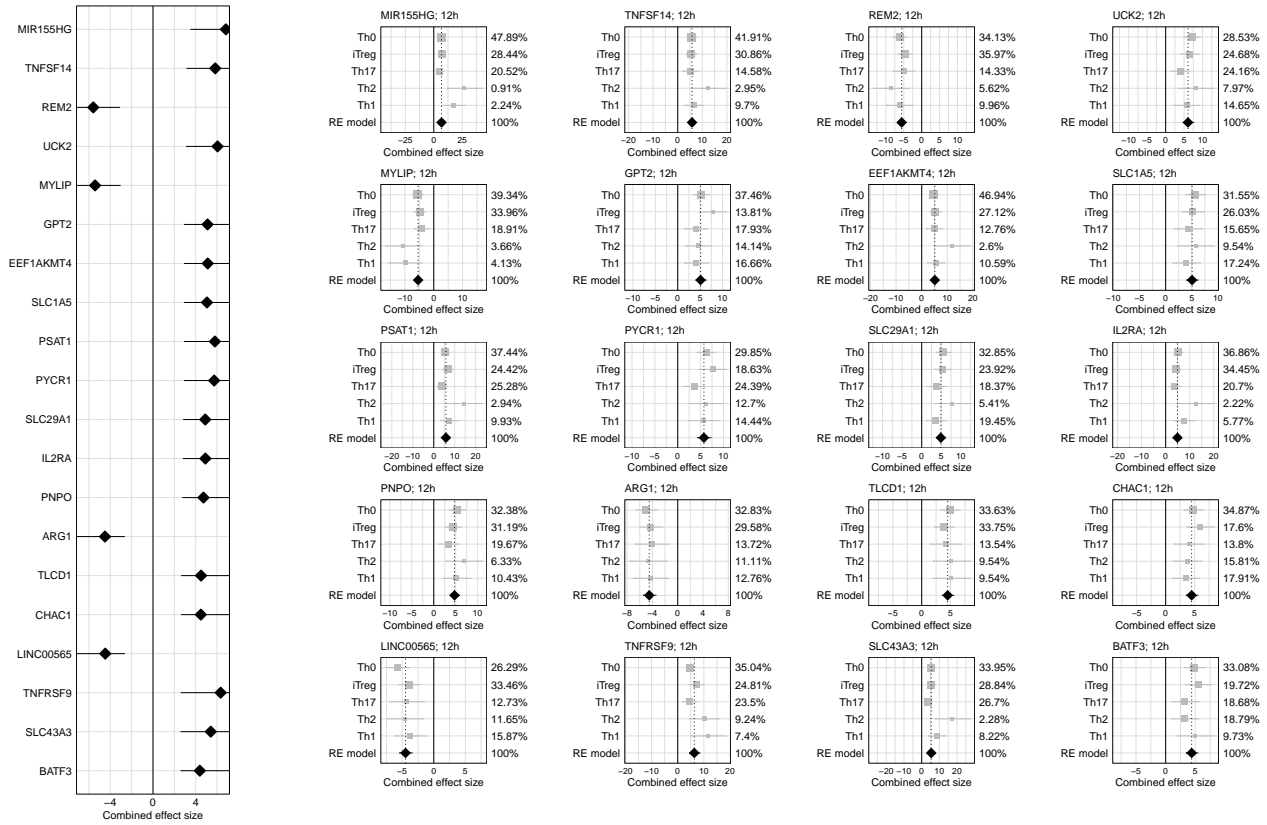 MIR155HG
TNFSF14
REM2
UCK2
MYLIP
GPT2
EEF1AKMT4
SLC1A5
PSAT1
PYCR1
SLC29A1
IL2RA
PNPO
ARG1
TLCD1
CHAC1
LINC00565
TNFRSF9
SLC43A3
BATF3
−4 0 4
Combined effect size
MIR155HG; 12h
Th0 47.89%
iTreg 28.44%
Th17 20.52%
Th2 0.91%
Th1 2.24%
RE model 100%
−25 0 25
Combined effect size
TNFSF14; 12h
Th0 41.91%
iTreg 30.86%
Th17 14.58%
Th2 2.95%
Th1 9.7%
RE model 100%
−20 −10 0 10 20
Combined effect size
REM2; 12h
Th0 34.13%
iTreg 35.97%
Th17 14.33%
Th2 5.62%
Th1 9.96%
RE model 100%
−10 −5 0 5 10 15
Combined effect size
UCK2; 12h
Th0 28.53%
iTreg 24.68%
Th17 24.16%
Th2 7.97%
Th1 14.65%
RE model 100%
−10 −5 0 5 10
Combined effect size
MYLIP; 12h
Th0 39.34%
iTreg 33.96%
Th17 18.91%
Th2 3.66%
Th1 4.13%
RE model 100%
−10 0 10
Combined effect size
GPT2; 12h
Th0 37.46%
iTreg 13.81%
Th17 17.93%
Th2 14.14%
Th1 16.66%
RE model 100%
−10 −5 0 5 10
Combined effect size
EEF1AKMT4; 12h
Th0 46.94%
iTreg 27.12%
Th17 12.76%
Th2 2.6%
Th1 10.59%
RE model 100%
−20 −10 0 10 20
Combined effect size
SLC1A5; 12h
Th0 31.55%
iTreg 26.03%
Th17 15.65%
Th2 9.54%
Th1 17.24%
RE model 100%
−10 −5 0 5 10
Combined effect size
PSAT1; 12h
Th0 37.44%
iTreg 24.42%
Th17 25.28%
Th2 2.94%
Th1 9.93%
RE model 100%
−20 −10 0 10 20
Combined effect size
PYCR1; 12h
Th0 29.85%
iTreg 18.63%
Th17 24.39%
Th2 12.7%
Th1 14.44%
RE model 100%
−10 −5 0 5 10
Combined effect size
SLC29A1; 12h
Th0 32.85%
iTreg 23.92%
Th17 18.37%
Th2 5.41%
Th1 19.45%
RE model 100%
−10 −5 0 5 10
Combined effect size
IL2RA; 12h
Th0 36.86%
iTreg 34.45%
Th17 20.7%
Th2 2.22%
Th1 5.77%
RE model 100%
−20 −10 0 10 20
Combined effect size
PNPO; 12h
Th0 32.38%
iTreg 31.19%
Th17 19.67%
Th2 6.33%
Th1 10.43%
RE model 100%
−10 −5 0 5 10
Combined effect size
ARG1; 12h
Th0 32.83%
iTreg 29.58%
Th17 13.72%
Th2 11.11%
Th1 12.76%
RE model 100%
−8 −4 0 4 8
Combined effect size
TLCD1; 12h
Th0 33.63%
iTreg 33.75%
Th17 13.54%
Th2 9.54%
Th1 9.54%
RE model 100%
−5 0 5
Combined effect size
CHAC1; 12h
Th0 34.87%
iTreg 17.6%
Th17 13.8%
Th2 15.81%
Th1 17.91%
RE model 100%
−5 0 5
Combined effect size
LINC00565; 12h
Th0 26.29%
iTreg 33.46%
Th17 12.73%
Th2 11.65%
Th1 15.87%
RE model 100%
−5 0 5
Combined effect size
TNFRSF9; 12h
Th0 35.04%
iTreg 24.81%
Th17 23.5%
Th2 9.24%
Th1 7.4%
RE model 100%
−20 −10 0 10 20
Combined effect size
SLC43A3; 12h
Th0 33.95%
iTreg 28.84%
Th17 26.7%
Th2 2.28%
Th1 8.22%
RE model 100%
−20 −10 0 10 20
Combined effect size
BATF3; 12h
Th0 33.08%
iTreg 19.72%
Th17 18.68%
Th2 18.79%
Th1 9.73%
RE model 100%
−5 0 5
Combined effect size